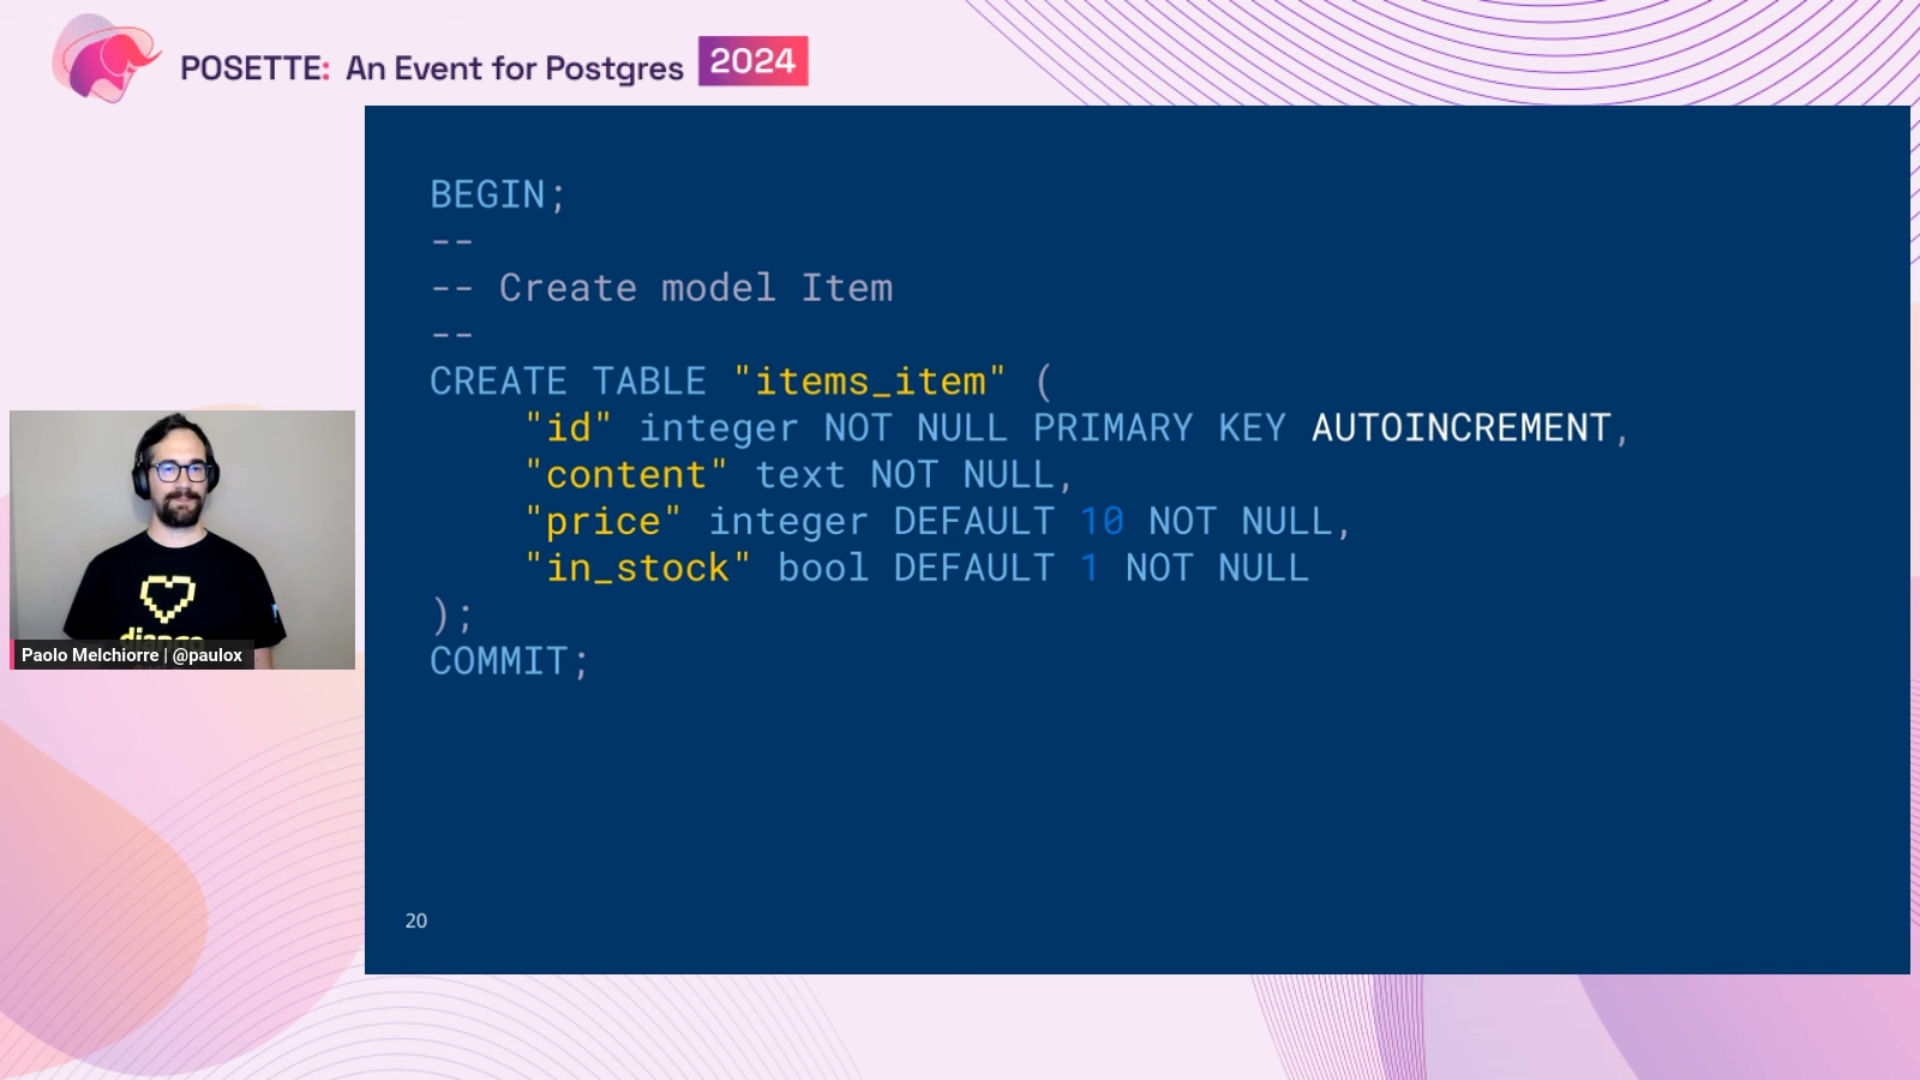 POSETTE: An Event for Postgres 2024
BEGIN;
--
-- Create model Item
--
CREATE TABLE "items_item" (
    "id" integer NOT NULL PRIMARY KEY AUTOINCREMENT,
    "content" text NOT NULL,
    "price" integer DEFAULT 10 NOT NULL,
    "in_stock" bool DEFAULT 1 NOT NULL
);
COMMIT;
20
django
Paolo Melchiorre | @paulox